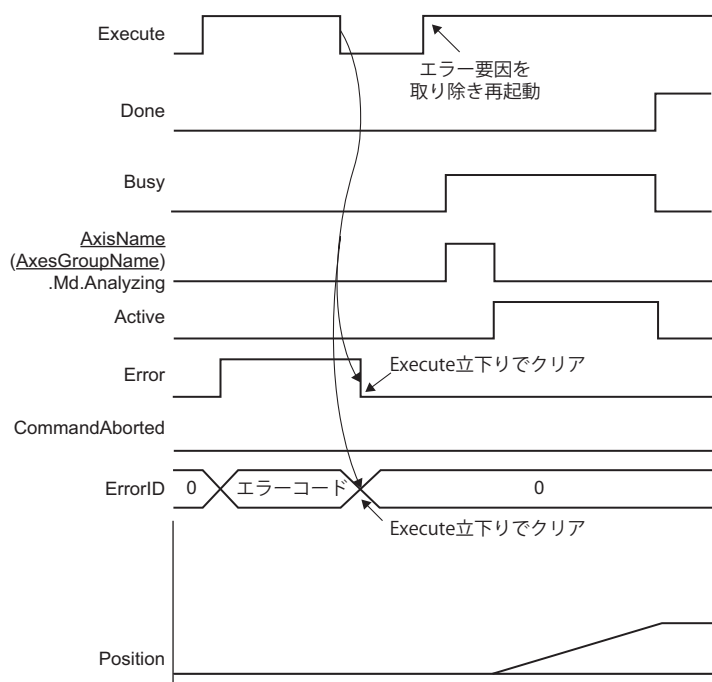 Execute
エラー要因を
取り除き再起動
Done
Busy
AxisName
(AxesGroupName)
.Md.Analyzing
Active
Error
Execute立下りでクリア
CommandAborted
ErrorID
0
エラーコード
0
Execute立下りでクリア
Position